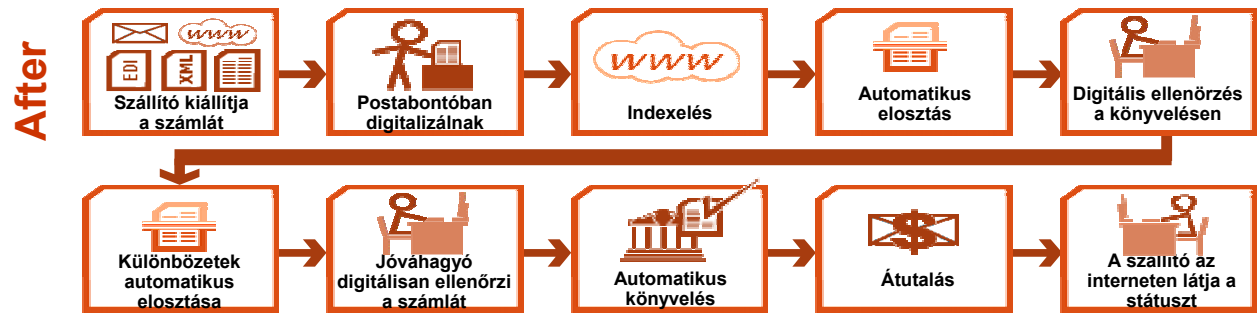 After
www
EDI
XML
Szállító kiállítja
a számlát
Postabontóban
digitalizálnak
www
Indexelés
Automatikus
elosztás
Digitális ellenörzés
a könyvelésen
Különbözetek
automatikus
elosztása
Jóváhagyó
digitálisan ellenőrzi
a számlát
Automatikus
könyvelés
$
Átutalás
A szállító az
interneten látja a
státuszt